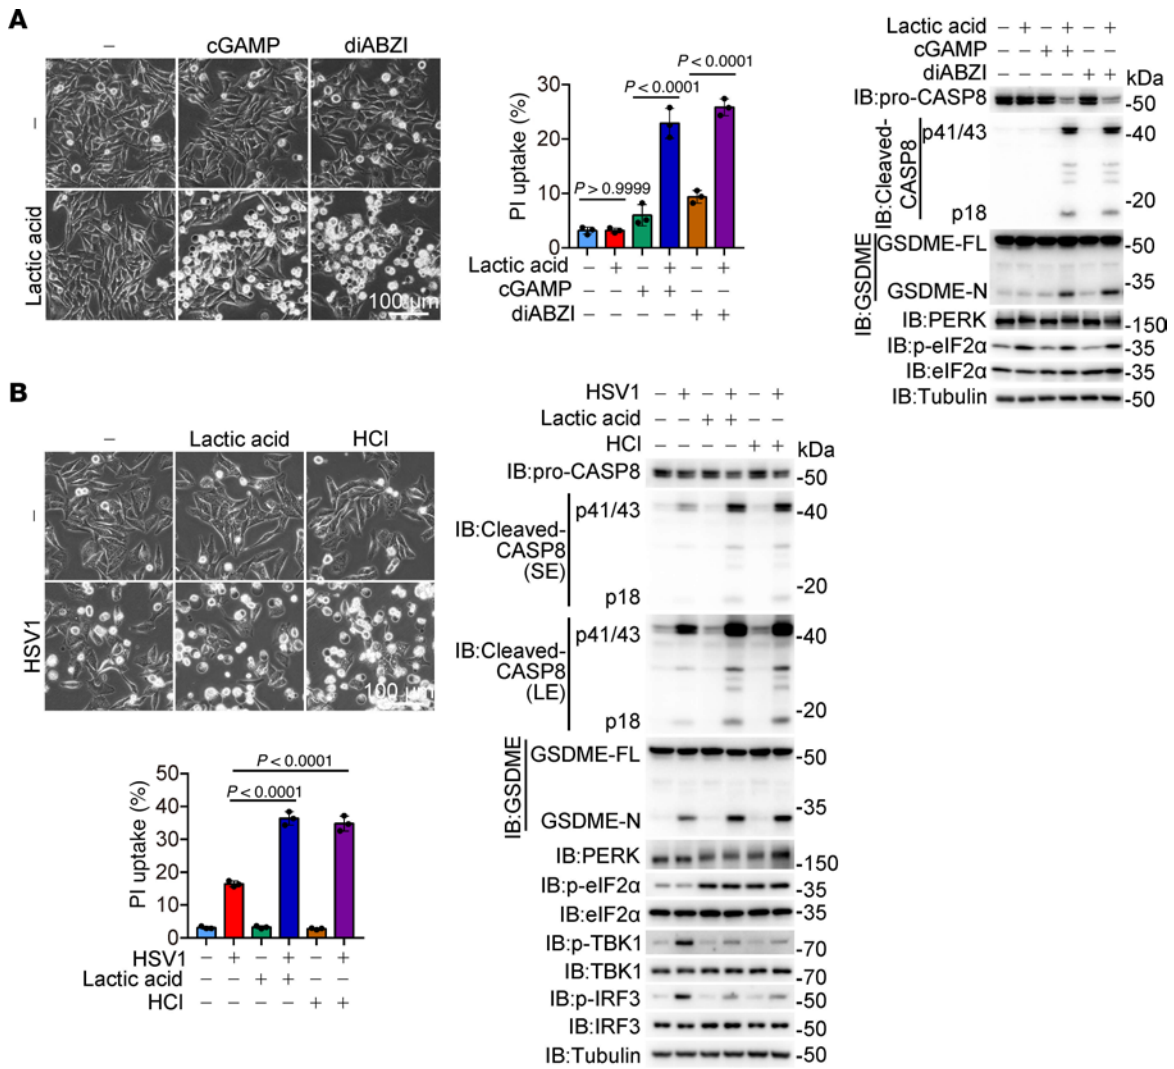 A
– cGAMP diABZI
–
Lactic acid
100 μm
PI uptake (%)
30
20
10
0
P > 0.9999
P < 0.0001
P < 0.0001
Lactic acid – + – + – +
cGAMP – – + + – –
diABZI – – – – + +
Lactic acid – + – + – +
cGAMP – – + + – –
diABZI – – – – + + kDa
IB:pro-CASP8 -50
IB:Cleaved-CASP8
p41/43 -40
-20
p18
IB:GSDME
GSDME-FL -50
-35
GSDME-N
IB:PERK -150
IB:p-eIF2α -35
IB:eIF2α -35
IB:Tubulin -50
B
– Lactic acid HCl
–
HSV1
100 μm
PI uptake (%)
50
40
30
20
10
0
P < 0.0001
P < 0.0001
HSV1 – + – + – +
Lactic acid – – + + – –
HCl – – – – + +
HSV1 – + – + – +
Lactic acid – – + + – –
HCl – – – – + + kDa
IB:pro-CASP8 -50
p41/43 -40
IB:Cleaved-
CASP8
(SE)
-20
p18
p41/43 -40
IB:Cleaved-
CASP8
(LE)
-20
p18
IB:GSDME
GSDME-FL -50
-35
GSDME-N
IB:PERK -150
IB:p-eIF2α -35
IB:eIF2α -35
IB:p-TBK1 -70
IB:TBK1 -70
IB:p-IRF3 -50
IB:IRF3 -50
IB:Tubulin -50